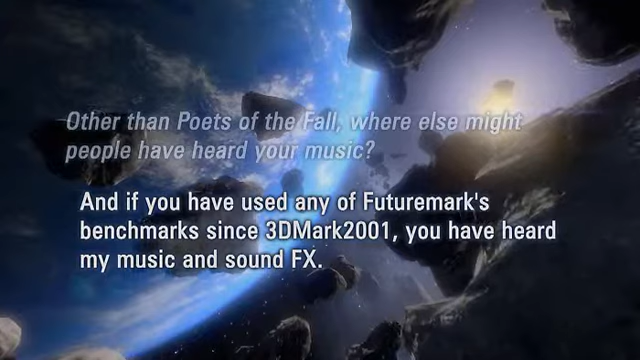 Other than Poets of the Fall, where else might
people have heard your music?
And if you have used any of Futuremark's
benchmarks since 3DMark2001, you have heard
my music and sound FX.